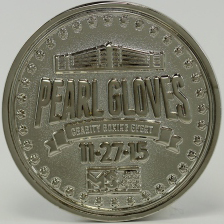 PEARL GLOVES
CHARITY BOXING EVENT
11-27-15